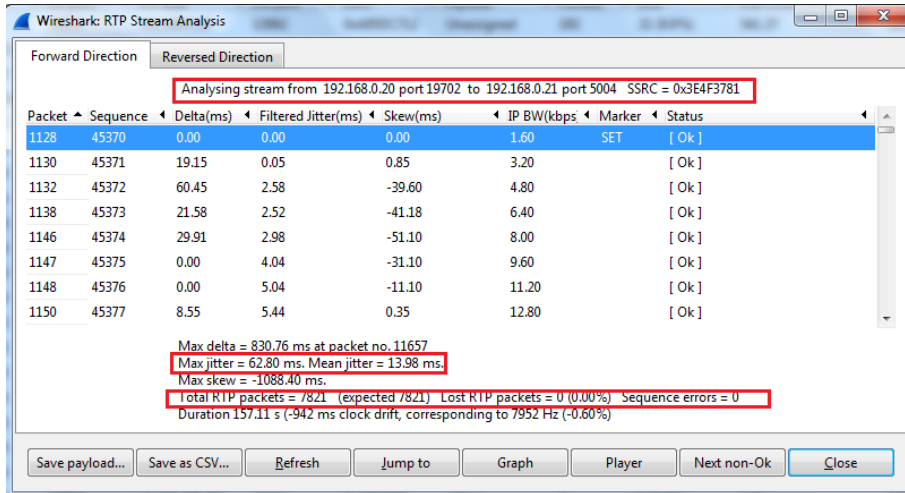 Wireshark: RTP Stream Analysis
Forward Direction Reversed Direction
Analysing stream from 192.168.0.20 port 19702 to 192.168.0.21 port 5004 SSRC = 0x3E4F3781
Packet Sequence Delta(ms) Filtered Jitter(ms) Skew(ms) IP BW(kbps) Marker Status
1128 45370 0.00 0.00 0.00 1.60 SET [ Ok ]
1130 45371 19.15 0.05 0.85 3.20 [ Ok ]
1132 45372 60.45 2.58 -39.60 4.80 [ Ok ]
1138 45373 21.58 2.52 -41.18 6.40 [ Ok ]
1146 45374 29.91 2.98 -51.10 8.00 [ Ok ]
1147 45375 0.00 4.04 -31.10 9.60 [ Ok ]
1148 45376 0.00 5.04 -11.10 11.20 [ Ok ]
1150 45377 8.55 5.44 0.35 12.80 [ Ok ]
Max delta = 830.76 ms at packet no. 11657
Max jitter = 62.80 ms. Mean jitter = 13.98 ms.
Max skew = -1088.40 ms.
Total RTP packets = 7821 (expected 7821) Lost RTP packets = 0 (0.00%) Sequence errors = 0
Duration 157.11 s (-942 ms clock drift, corresponding to 7952 Hz (-0.60%)
Save payload... Save as CSV... Refresh Jump to Graph Player Next non-Ok Close